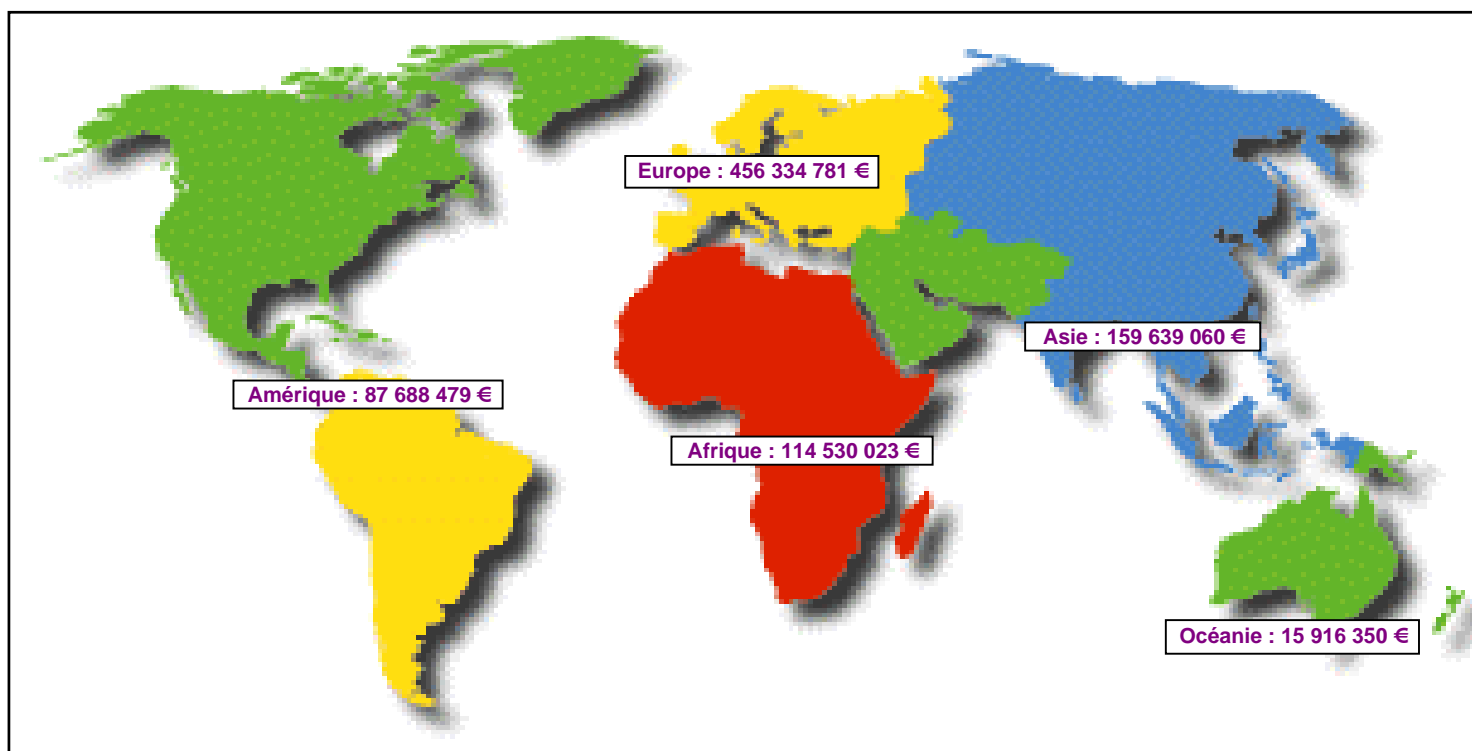 Europe : 456 334 781 €
Asie : 159 639 060 €
Amérique : 87 688 479 €
Afrique : 114 530 023 €
Océanie : 15 916 350 €